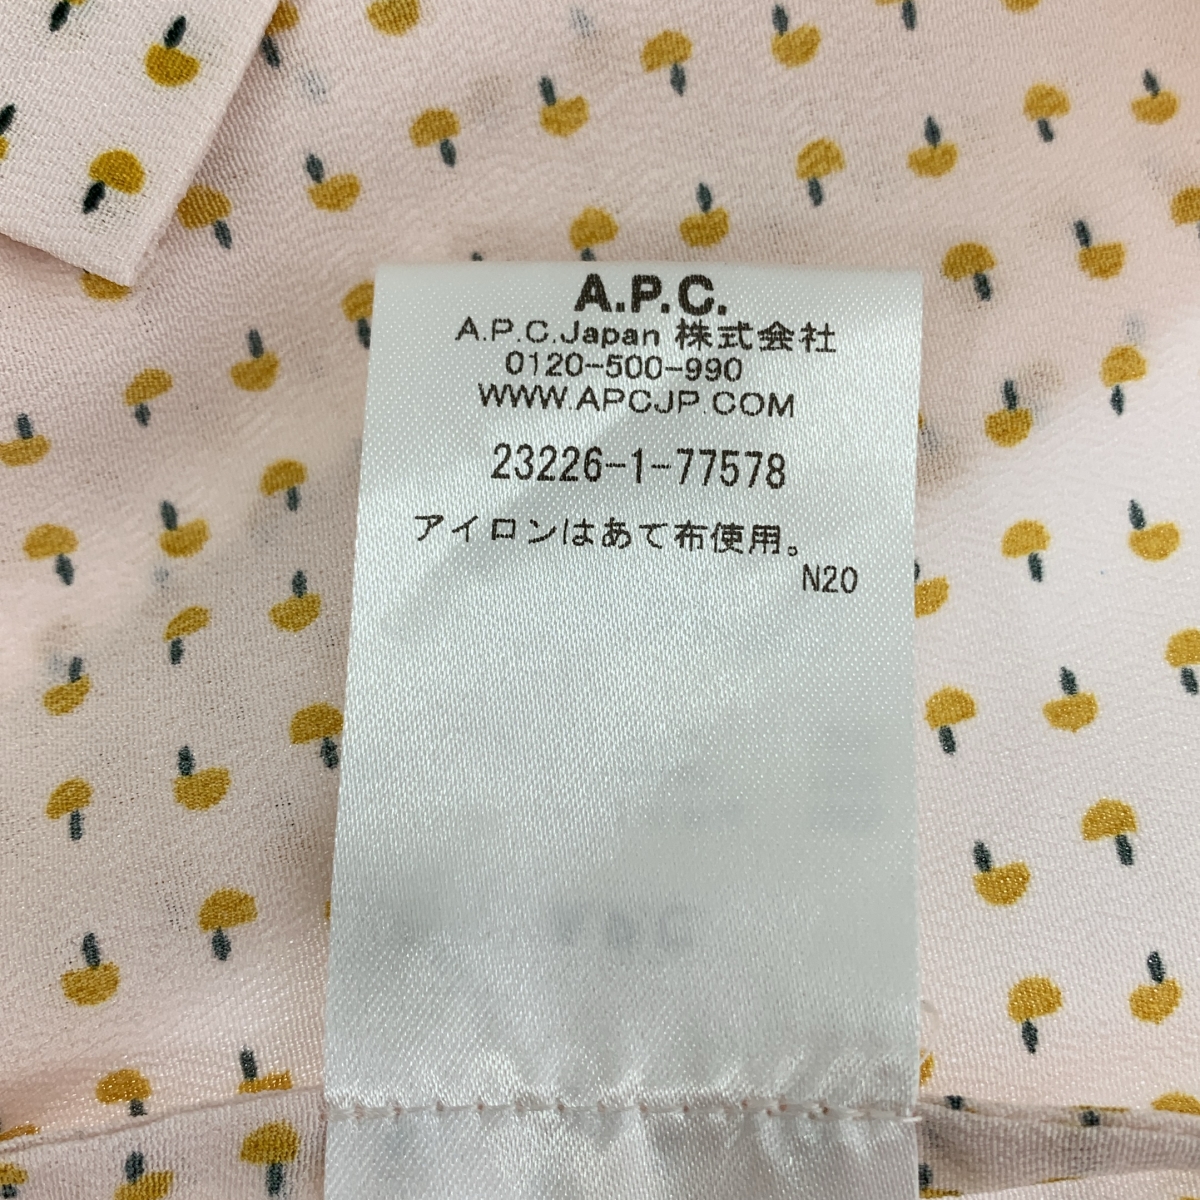 A.P.C.
A.P.C.Japan 株式会社
0120-500-990
WWW.APCJP.COM
23226-1-77578
アイロンはあて布使用。
N20